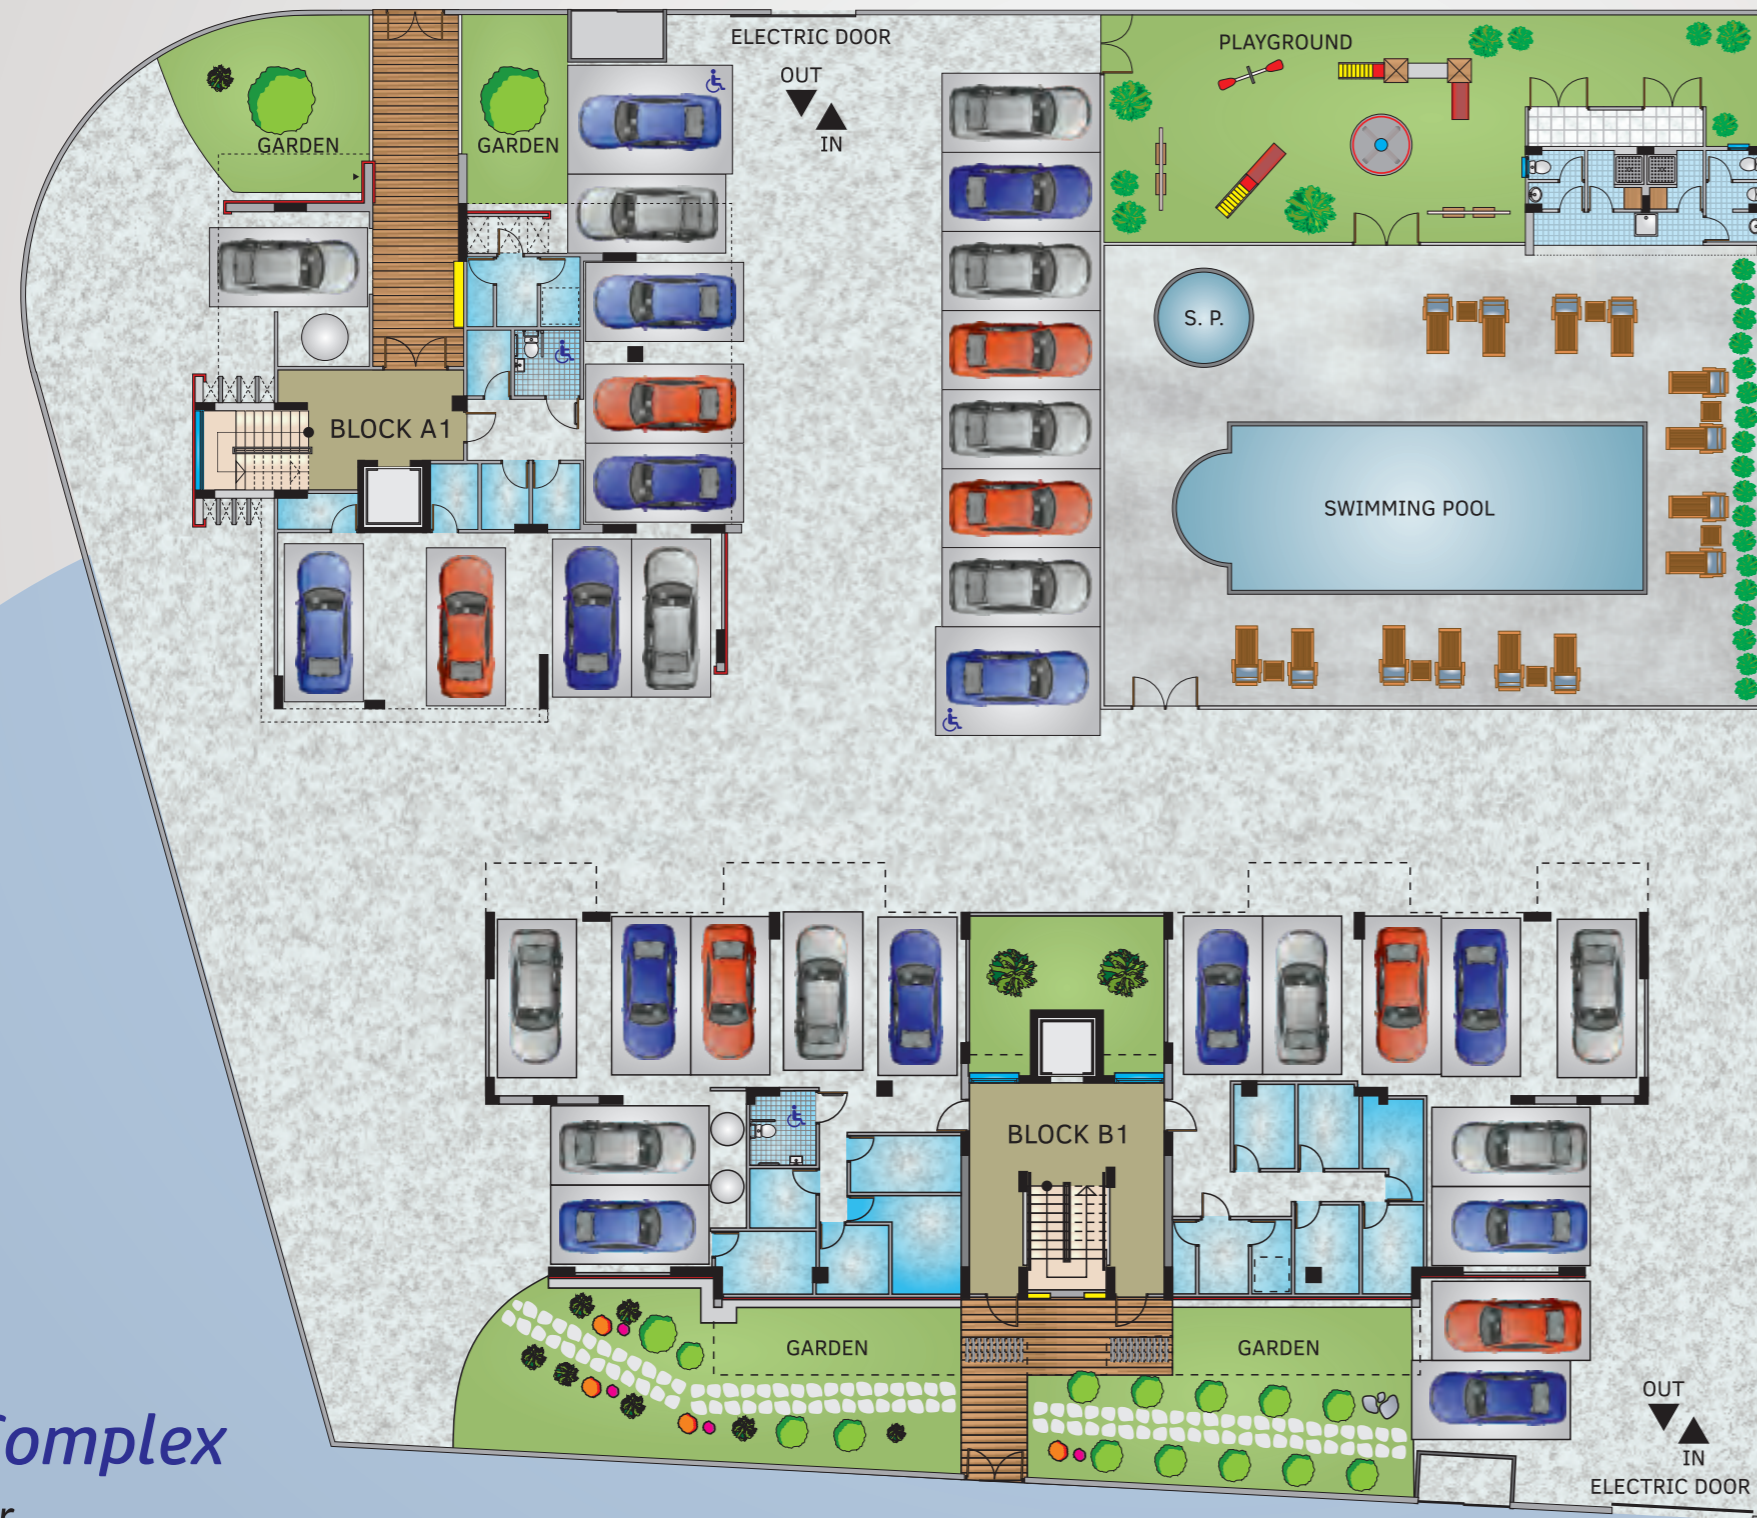 ELECTRIC DOOR
OUT
IN
PLAYGROUND
GARDEN
GARDEN
S. P.
BLOCK A1
SWIMMING POOL
BLOCK B1
GARDEN
GARDEN
OUT
IN
ELECTRIC DOOR
Complex